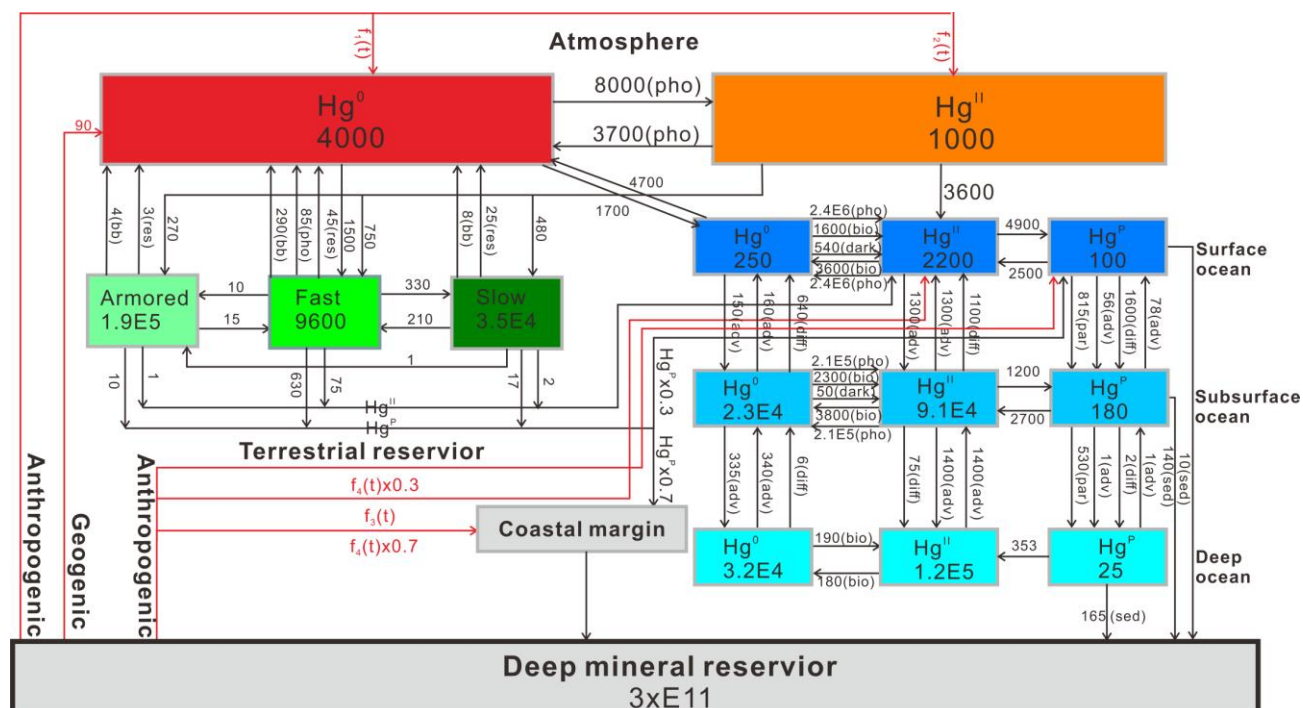 Atmosphere
f₁(t)
f₂(t)
Hg⁰
4000
8000(pho)
3700(pho)
Hgᴵᴵ
1000
90
4(bb)
3(res)
270
290(bb)
85(pho)
45(res)
1500
750
8(bb)
25(res)
480
4700
1700
3600
Armored
1.9E5
10
15
Fast
9600
330
210
Slow
3.5E4
1
10
1
630
75
17
2
Hgᴵᴵ
Hgᴾ
Hgᴾx0.3
Hgᴾx0.7
Terrestrial reservior
Hg⁰
250
2.4E6(pho)
1600(bio)
540(dark)
3600(bio)
2.4E6(pho)
Hgᴵᴵ
2200
4900
2500
Hgᴾ
100
Surface
ocean
150(adv)
160(adv)
640(diff)
1300(adv)
1300(adv)
1100(diff)
815(par)
56(adv)
1600(diff)
78(adv)
Hg⁰
2.3E4
2.1E5(pho)
2300(bio)
50(dark)
3800(bio)
2.1E5(pho)
Hgᴵᴵ
9.1E4
1200
2700
Hgᴾ
180
Subsurface
ocean
335(adv)
340(adv)
6(diff)
75(diff)
1400(adv)
1400(adv)
530(par)
1(adv)
2(diff)
1(adv)
140(sed)
10(sed)
Hg⁰
3.2E4
190(bio)
180(bio)
Hgᴵᴵ
1.2E5
353
Hgᴾ
25
Deep
ocean
165(sed)
Anthropogenic
Geogenic
Anthropogenic
f₄(t)x0.3
f₃(t)
f₄(t)x0.7
Coastal margin
Deep mineral reservior
3xE11